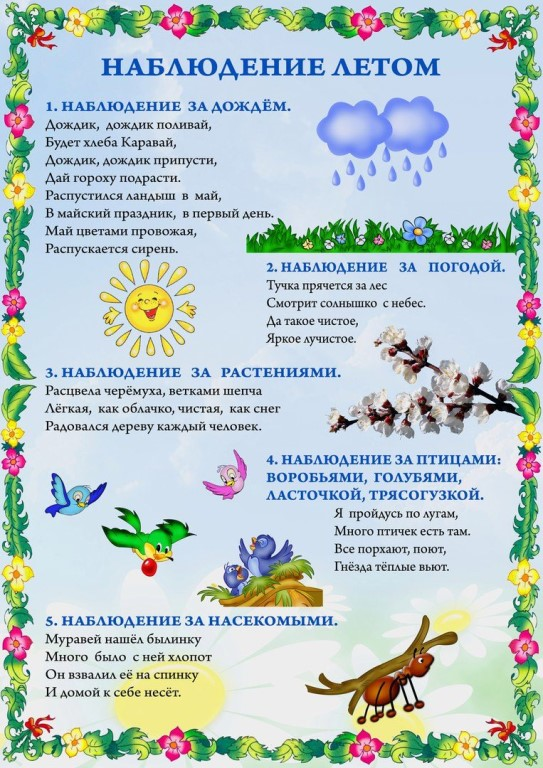 НАБЛЮДЕНИЕ ЛЕТОМ
1. НАБЛЮДЕНИЕ ЗА ДОЖДЁМ.
Дождик, дождик поливай,
Будет хлеба Каравай,
Дождик, дождик припусти,
Дай гороху подрасти.
Распустился ландыш в май,
В майский праздник, в первый день.
Май цветами провожая,
Распускается сирень.
2. НАБЛЮДЕНИЕ ЗА ПОГОДОЙ.
Тучка прячется за лес
Смотрит солнышко с небес.
Да такое чистое,
Яркое лучистое.
3. НАБЛЮДЕНИЕ ЗА РАСТЕНИЯМИ.
Расцвела черёмуха, ветками шепча
Лёгкая, как облачко, чистая, как снег
Радовался дереву каждый человек.
4. НАБЛЮДЕНИЕ ЗА ПТИЦАМИ:
ВОРОБЬЯМИ, ГОЛУБЯМИ,
ЛАСТОЧКОЙ, ТРЯСОГУЗКОЙ.
Я пройдусь по лугам,
Много птичек есть там.
Все порхают, поют,
Гнёзда тёплые вьют.
5. НАБЛЮДЕНИЕ ЗА НАСЕКОМЫМИ.
Муравей нашёл былинку
Много было с ней хлопот
Он взвалил её на спинку
И домой к себе несёт.